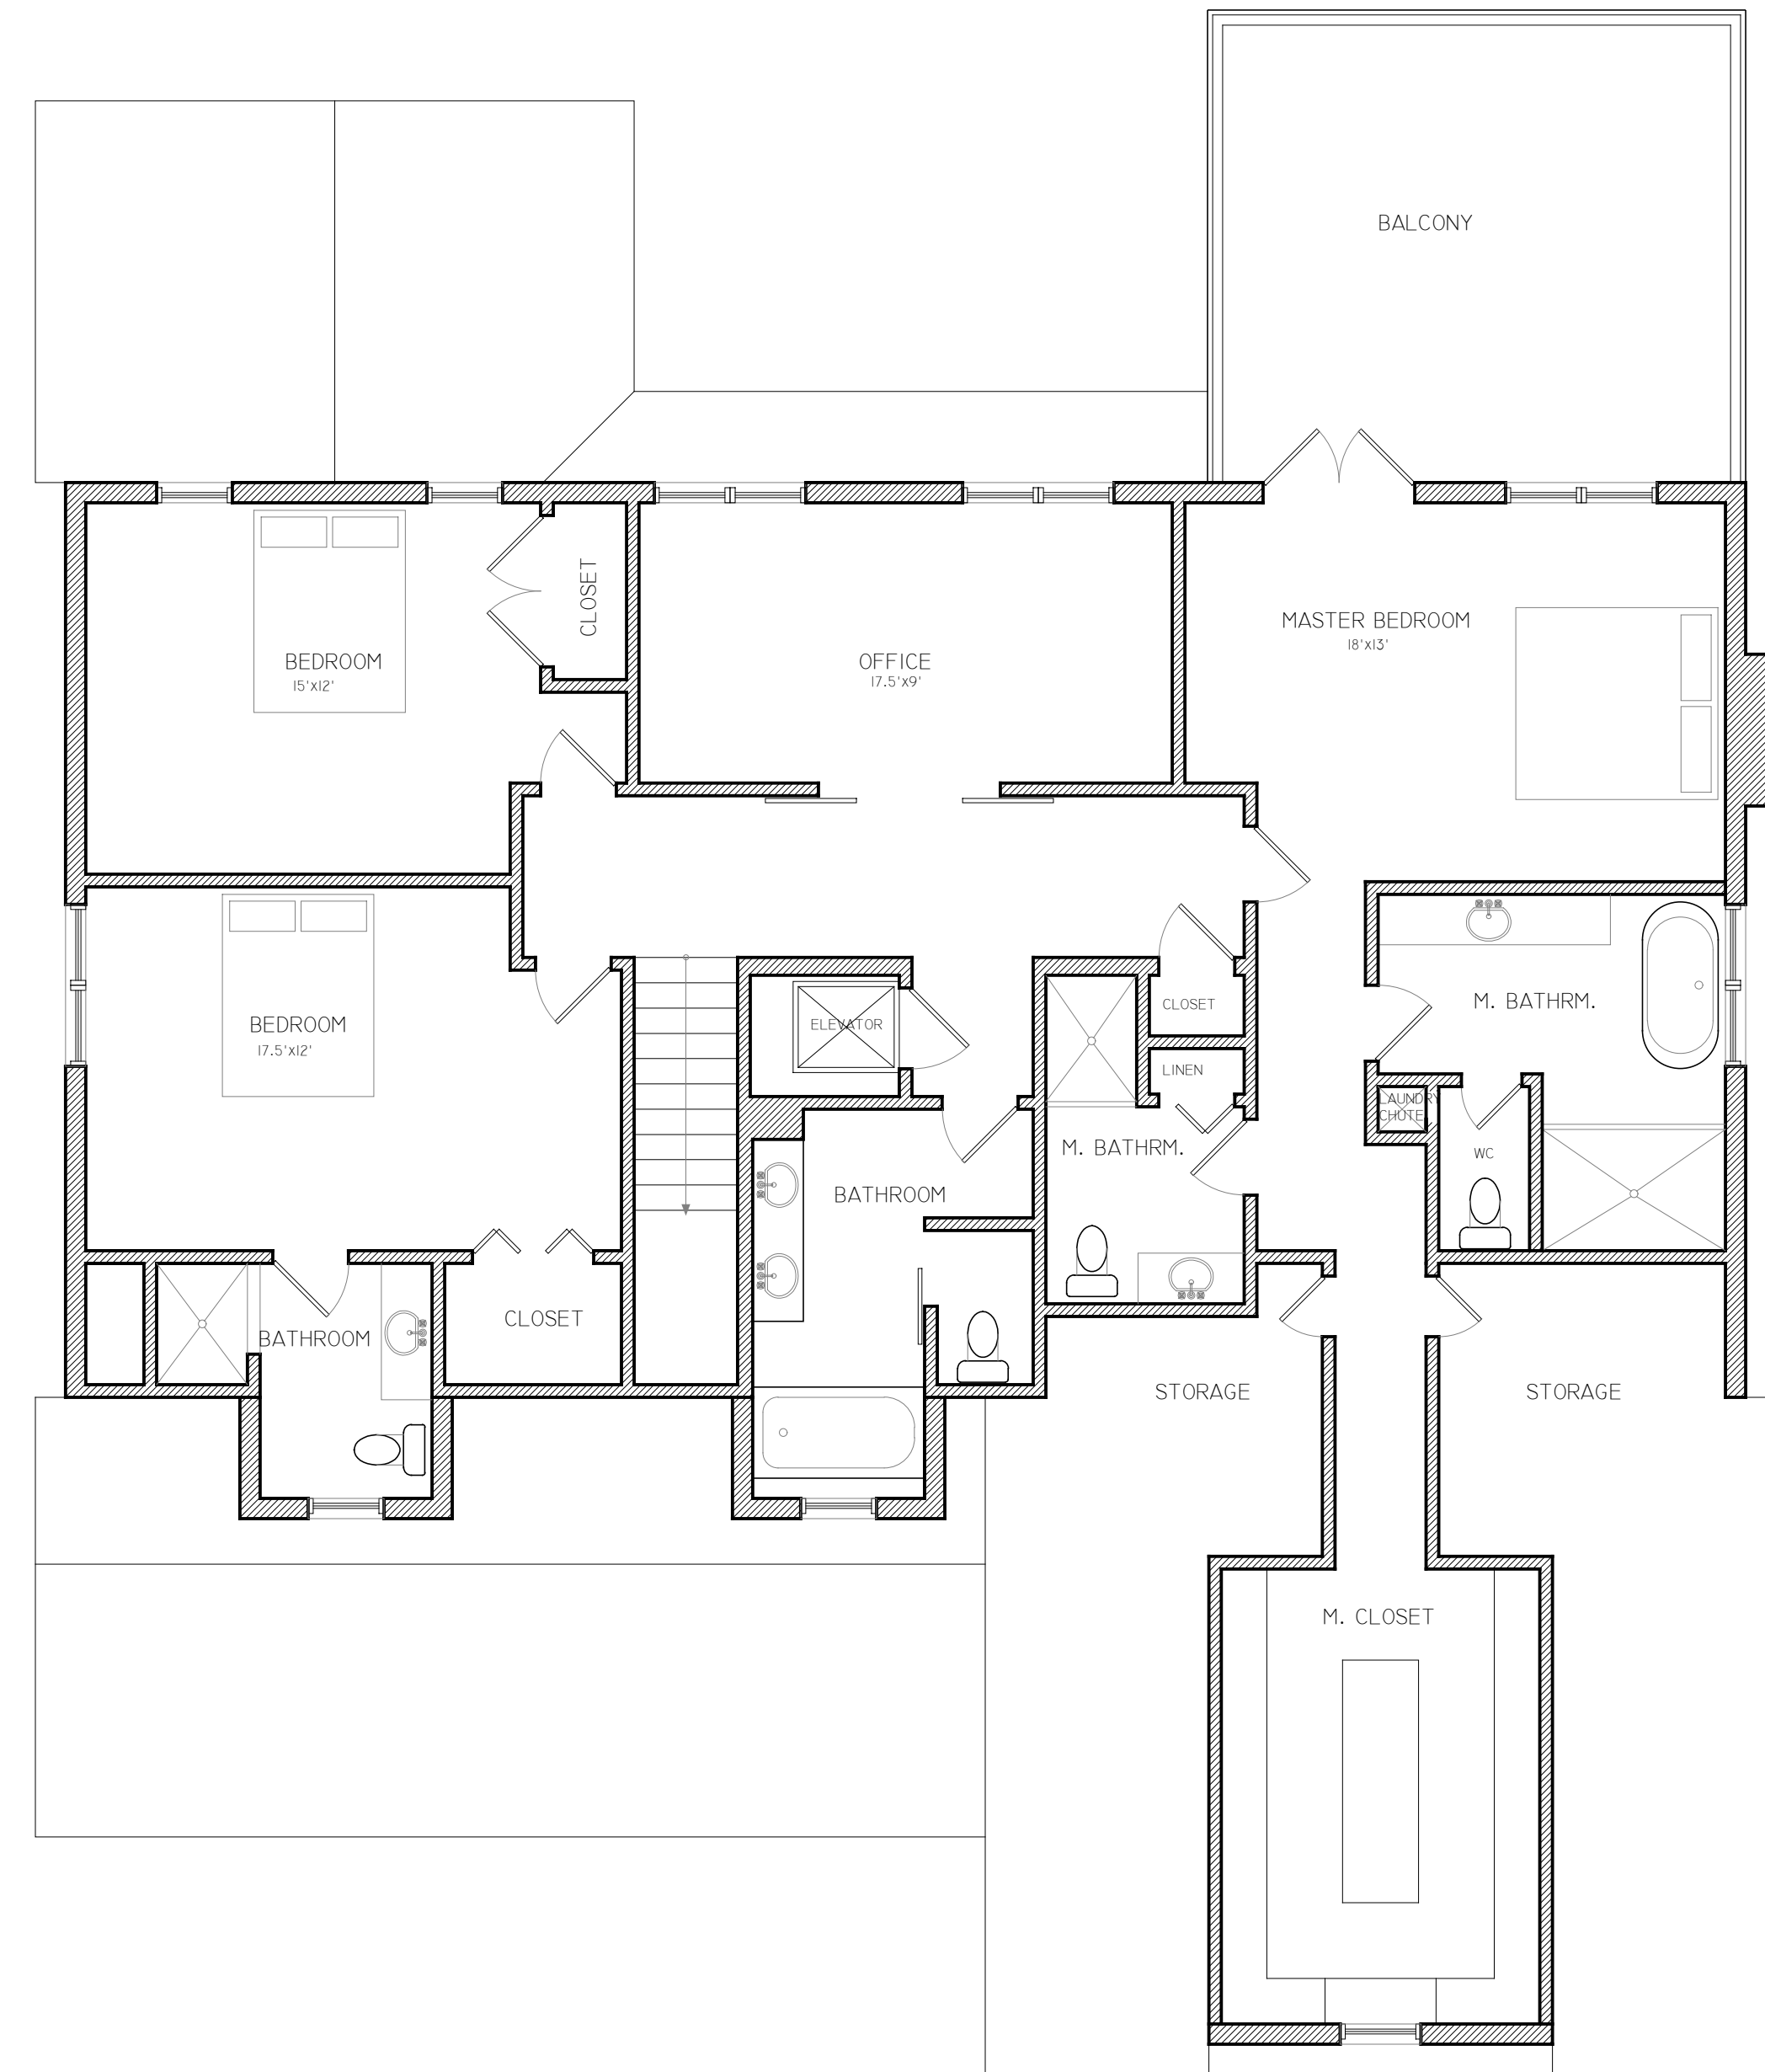 BALCONY
MASTER BEDROOM
18'x13'
CLOSET
BEDROOM
15'x12'
OFFICE
17.5'x9'
M. BATHRM.
CLOSET
BEDROOM
17.5'x12'
ELEVATOR
LINEN
LAUNDRY
CHUTE
M. BATHRM.
WC
BATHROOM
CLOSET
BATHROOM
STORAGE
STORAGE
M. CLOSET